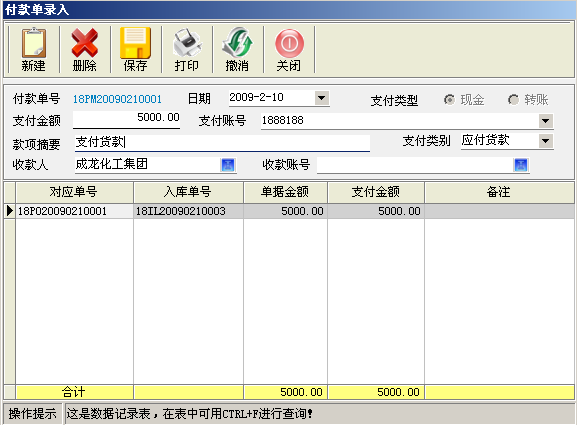 付款单录入
新建 删除 保存 打印 撤消 关闭
付款单号 18PM20090210001 日期 2009-2-10 支付类型 现金 转账
支付金额 5000.00 支付账号 1888188
款项摘要 支付货款 支付类别 应付货款
收款人 成龙化工集团 收款账号
对应单号 入库单号 单据金额 支付金额 备注
18PO20090210001 18IL20090210003 5000.00 5000.00
合计 5000.00 5000.00
操作提示 这是数据记录表，在表中可用CTRL+F进行查询！